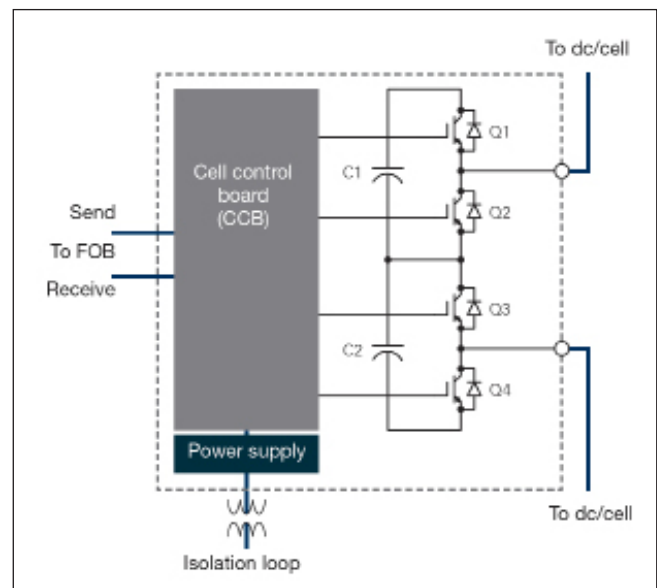 To dc/cell
Q1
Cell control
board
(CCB)
C1
Send
Q2
To FOB
Receive
Q3
C2
Q4
Power supply
To dc/cell
Isolation loop